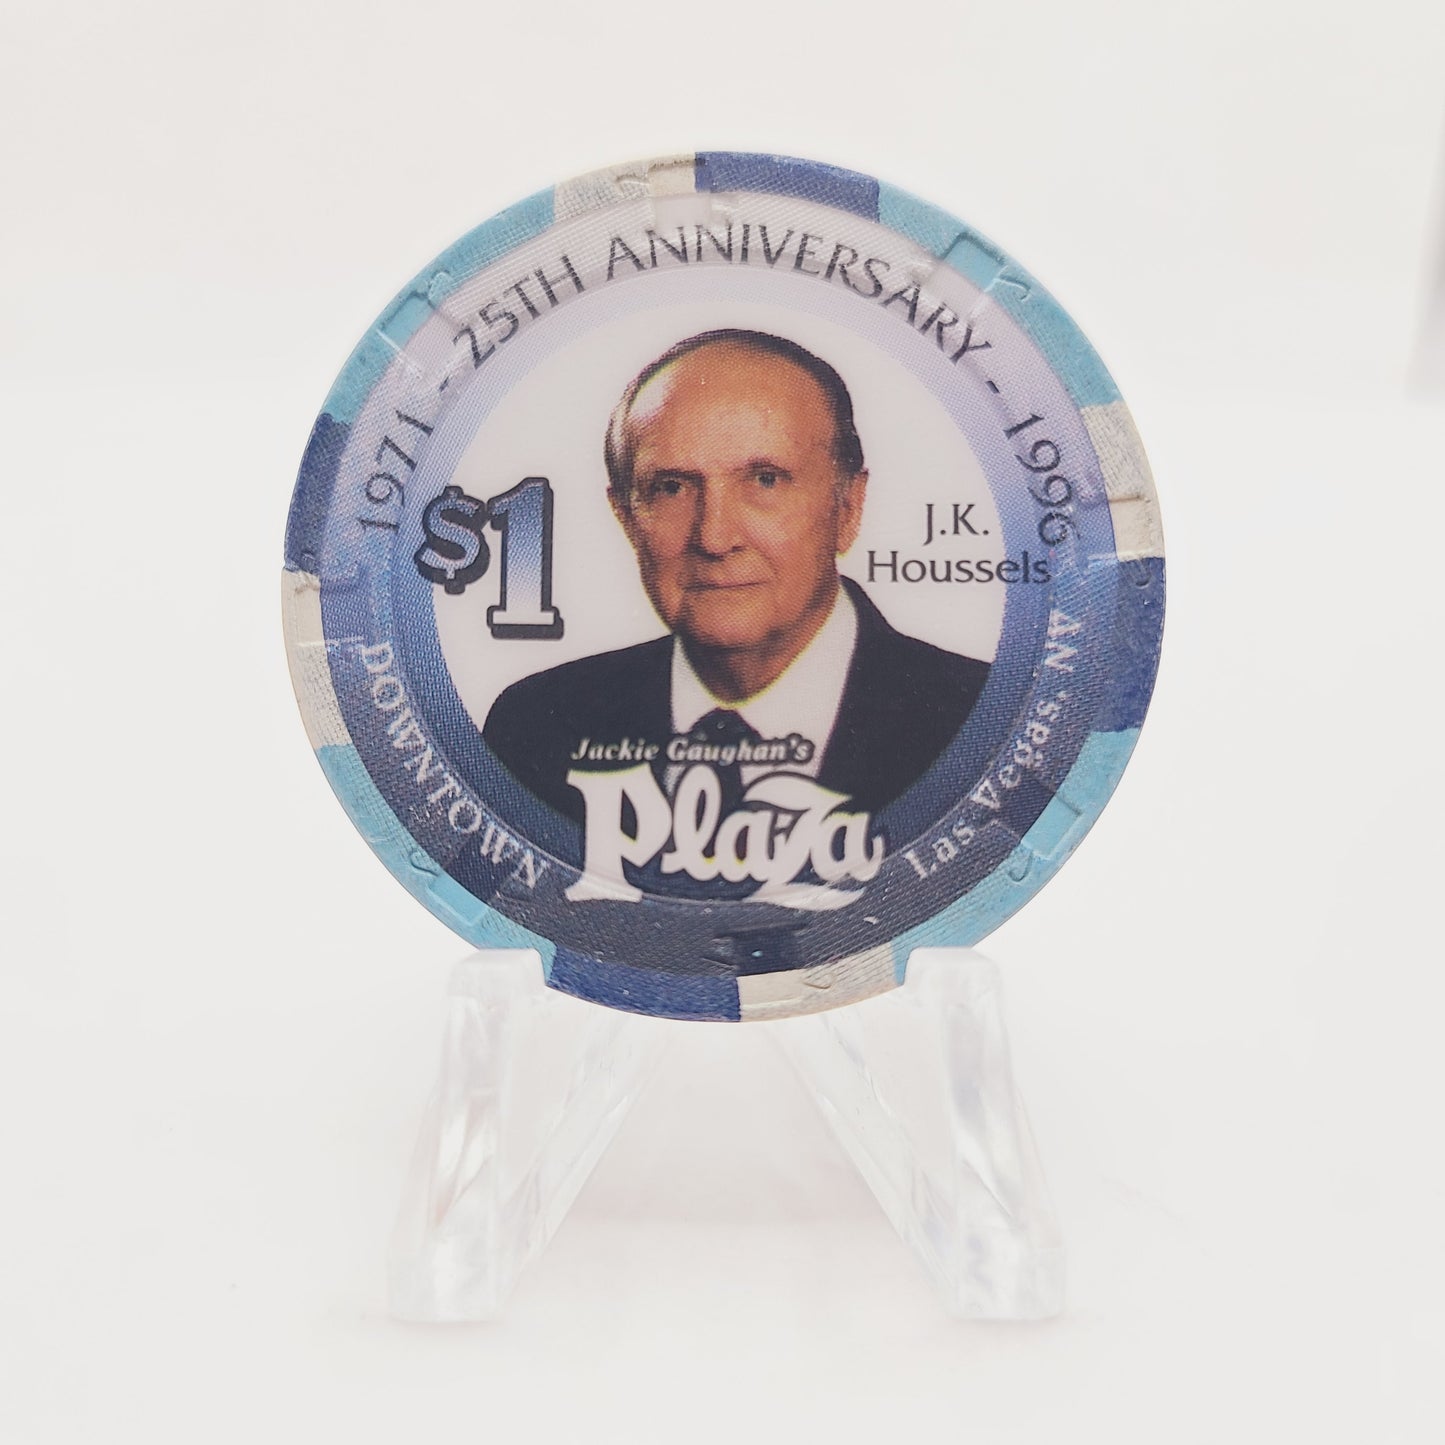 1971 - 25TH ANNIVERSARY - 1996
$1
J.K.
Houssels
Jackie Gaughan's
Plaza
DOWNTOWN
Las Vegas, NV